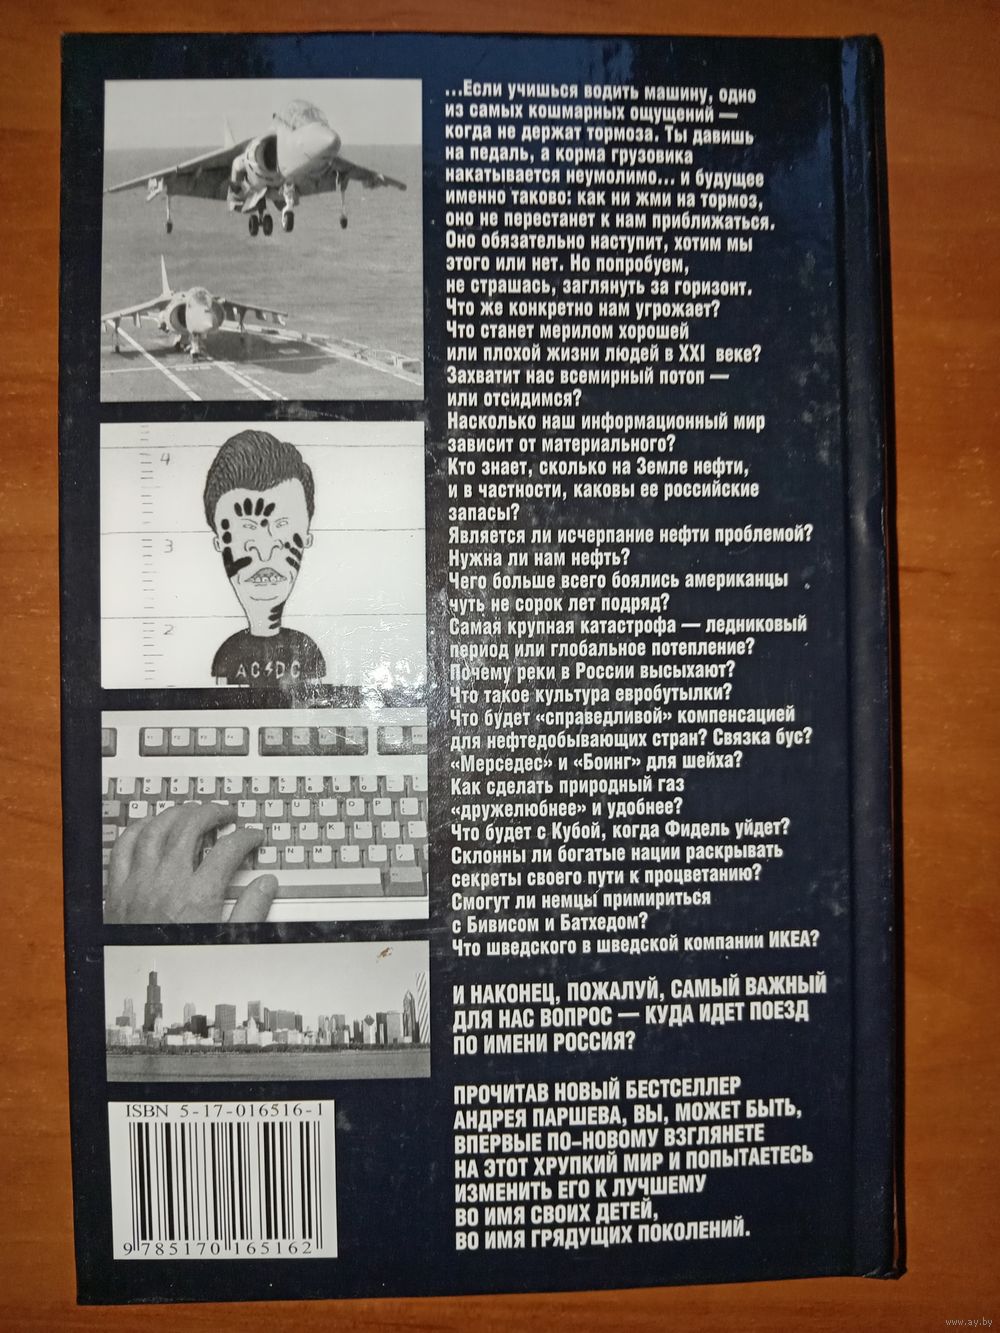 ...Если учишься водить машину, одно
из самых кошмарных ощущений —
когда не держат тормоза. Ты давишь
на педаль, а корма грузовика
накатывается неумолимо... и будущее
именно таково: как ни жми на тормоз,
оно не перестанет к нам приближаться.
Оно обязательно наступит, хотим мы
этого или нет. Но попробуем,
не страшась, заглянуть за горизонт.
Что же конкретно нам угрожает?
Что станет мерилом хорошей
или плохой жизни людей в XXI веке?
Захватит нас всемирный потоп —
или отсидимся?
Насколько наш информационный мир
зависит от материального?
Кто знает, сколько на Земле нефти,
и в частности, каковы ее российские
запасы?
Является ли исчерпание нефти проблемой?
Нужна ли нам нефть?
Чего больше всего боялись американцы
чуть не сорок лет подряд?
Самая крупная катастрофа — ледниковый
период или глобальное потепление?
Почему реки в России высыхают?
Что такое культура евробутылки?
Что будет «справедливой» компенсацией
для нефтедобывающих стран? Связка бус?
«Мерседес» и «Боинг» для шейха?
Как сделать природный газ
«дружелюбнее» и удобнее?
Что будет с Кубой, когда Фидель уйдет?
Склонны ли богатые нации раскрывать
секреты своего пути к процветанию?
Смогут ли немцы примириться
с Бивисом и Батхедом?
Что шведского в шведской компании ИКЕА?
И НАКОНЕЦ, ПОЖАЛУЙ, САМЫЙ ВАЖНЫЙ
ДЛЯ НАС ВОПРОС — КУДА ИДЕТ ПОЕЗД
ПО ИМЕНИ РОССИЯ?
ПРОЧИТАВ НОВЫЙ БЕСТСЕЛЛЕР
АНДРЕЯ ПАРШЕВА, ВЫ, МОЖЕТ БЫТЬ,
ВПЕРВЫЕ ПО-НОВОМУ ВЗГЛЯНЕТЕ
НА ЭТОТ ХРУПКИЙ МИР И ПОПЫТАЕТЕСЬ
ИЗМЕНИТЬ ЕГО К ЛУЧШЕМУ
ВО ИМЯ СВОИХ ДЕТЕЙ,
ВО ИМЯ ГРЯДУЩИХ ПОКОЛЕНИЙ.
4
3
2
AC⚡DC
ISBN 5-17-016516-1
9 785170 165162
www.ay.by